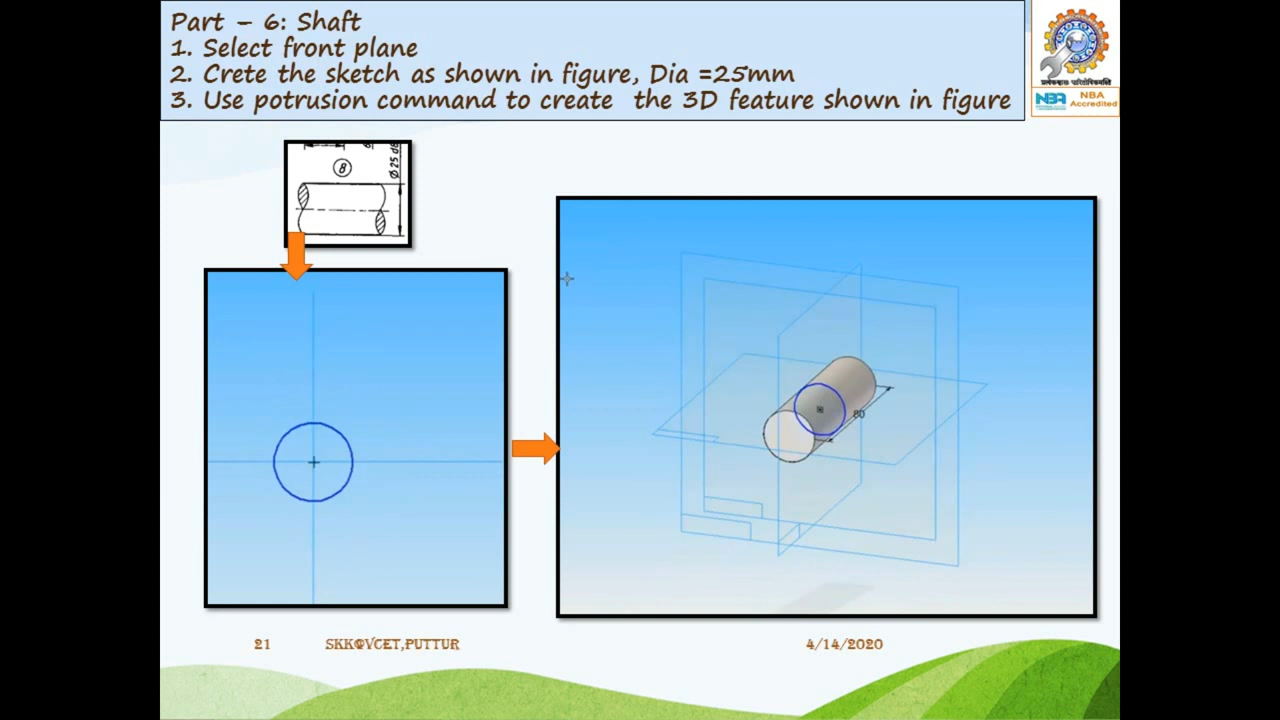 Part – 6: Shaft
1. Select front plane
2. Crete the sketch as shown in figure, Dia =25mm
3. Use potrusion command to create the 3D feature shown in figure
NBA
NBA
Accredited
8
80
21
SKK@VCET,PUTTUR
4/14/2020